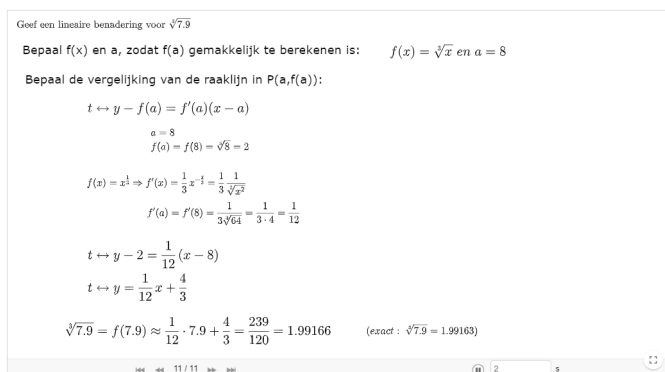 Geef een lineaire benadering voor ∛7.9
Bepaal f(x) en a, zodat f(a) gemakkelijk te berekenen is: f(x) = ∛x en a = 8
Bepaal de vergelijking van de raaklijn in P(a,f(a)):
t ↔ y − f(a) = f′(a)(x − a)
a = 8
f(a) = f(8) = ∛8 = 2
f(x) = x^(1/3) ⇒ f′(x) = 1/3 x^(−2/3) = 1/3 1/∛x²
f′(a) = f′(8) = 1/(3∛64) = 1/(3·4) = 1/12
t ↔ y − 2 = 1/12 (x − 8)
t ↔ y = 1/12 x + 4/3
∛7.9 = f(7.9) ≈ 1/12 · 7.9 + 4/3 = 239/120 = 1.99166 (exact : ∛7.9 = 1.99163)
11 / 11 2 s